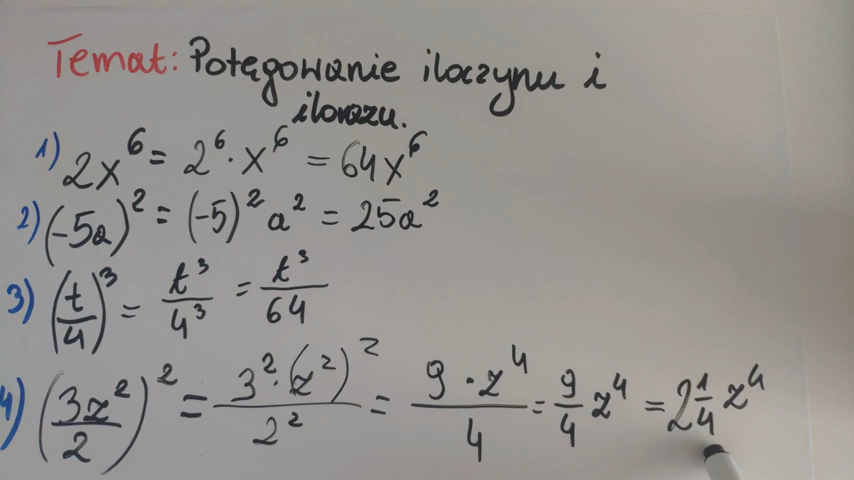 Temat: Potęgowanie iloczynu i
ilorazu.
1) 2x⁶ = 2⁶ · x⁶ = 64x⁶
2) (-5a)² = (-5)² a² = 25a²
3) (t/4)³ = t³/4³ = t³/64
4) (3z²/2)² = 3² · (z²)²/2² = 9 · z⁴/4 = 9/4 z⁴ = 2 1/4 z⁴